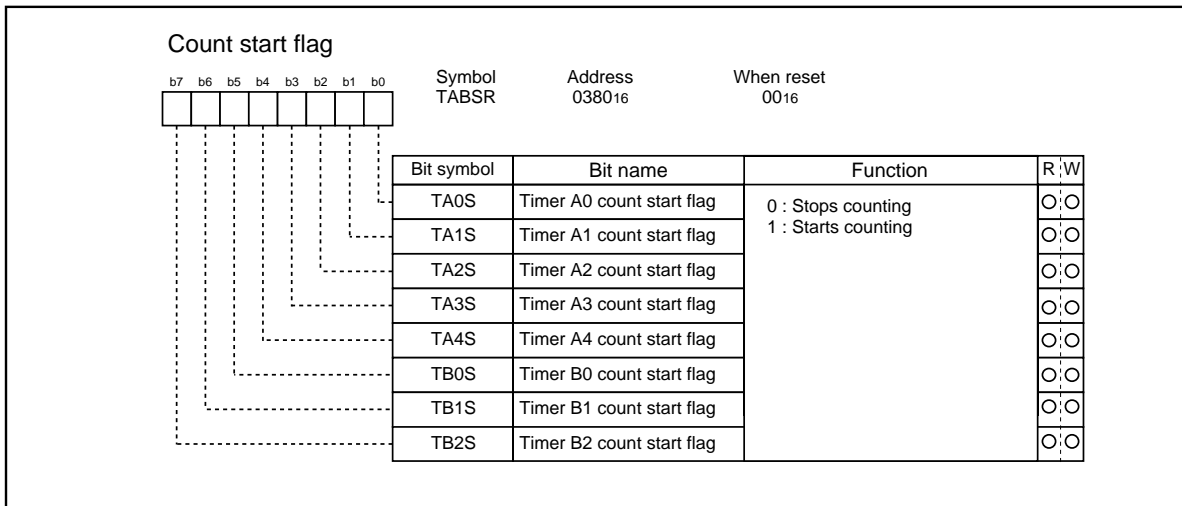 Count start flag
b7 b6 b5 b4 b3 b2 b1 b0
Symbol Address When reset
TABSR 038016 0016
Bit symbol Bit name Function R W
TA0S Timer A0 count start flag 0 : Stops counting
1 : Starts counting
TA1S Timer A1 count start flag
TA2S Timer A2 count start flag
TA3S Timer A3 count start flag
TA4S Timer A4 count start flag
TB0S Timer B0 count start flag
TB1S Timer B1 count start flag
TB2S Timer B2 count start flag